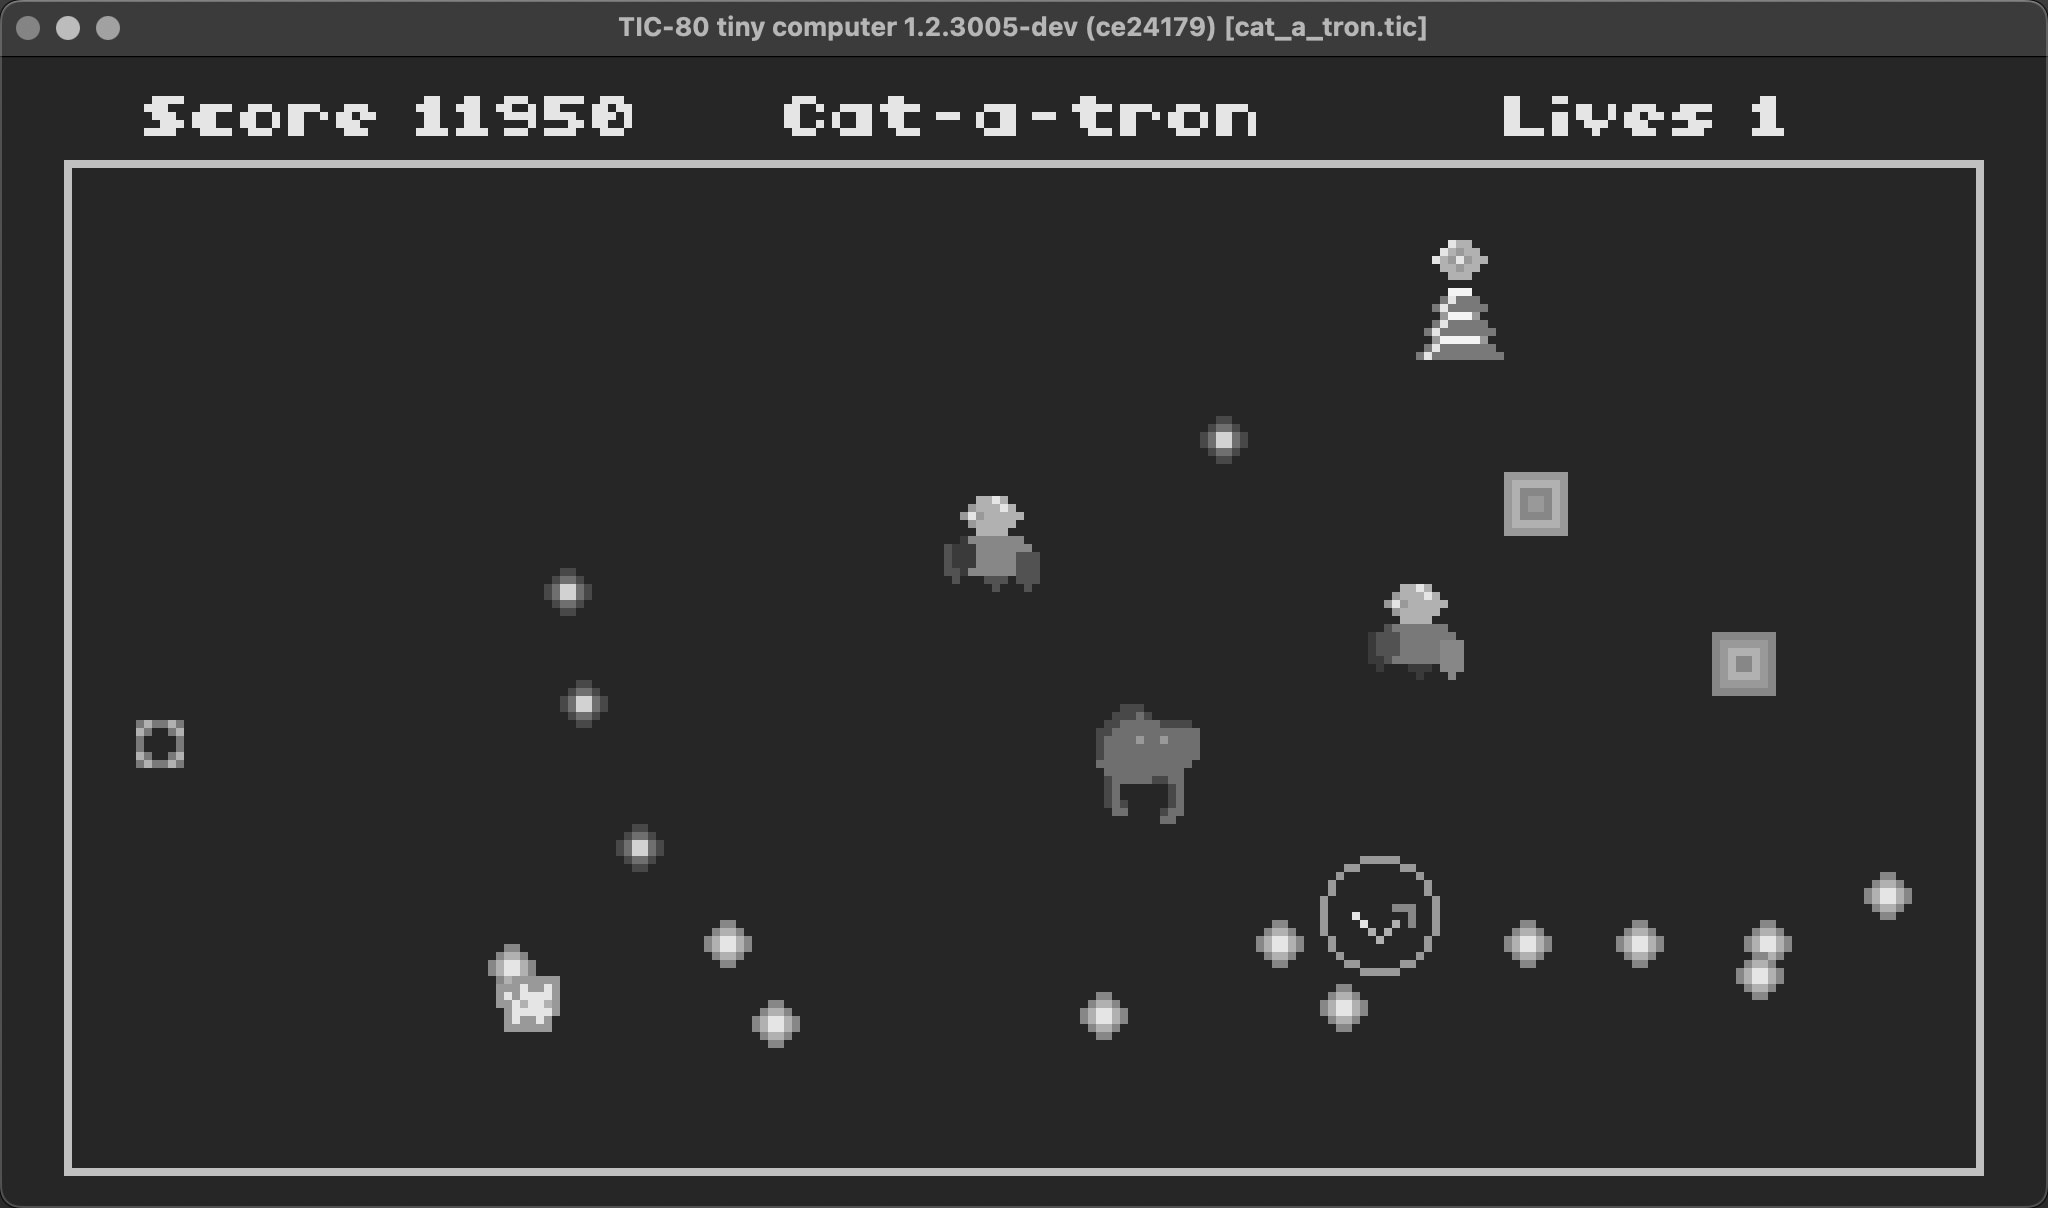 TIC-80 tiny computer 1.2.3005-dev (ce24179) [cat_a_tron.tic]
Score 11950 Cat-a-tron Lives 1